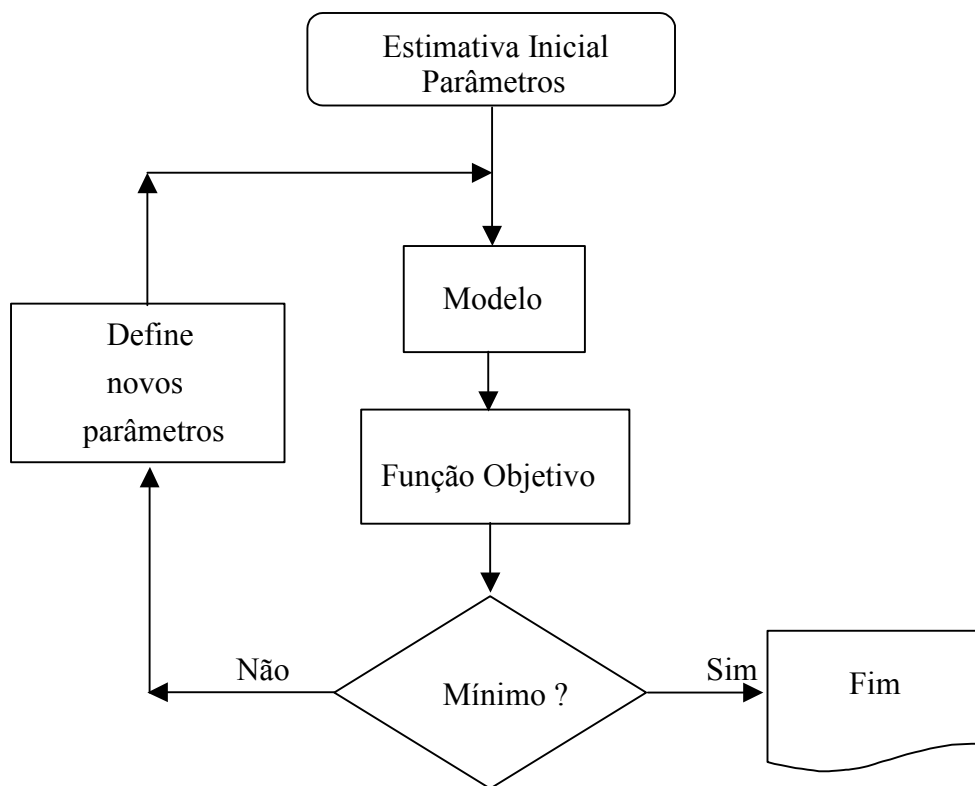 Estimativa Inicial
Parâmetros
Modelo
Define
novos
parâmetros
Função Objetivo
Não
Mínimo ?
Sim
Fim